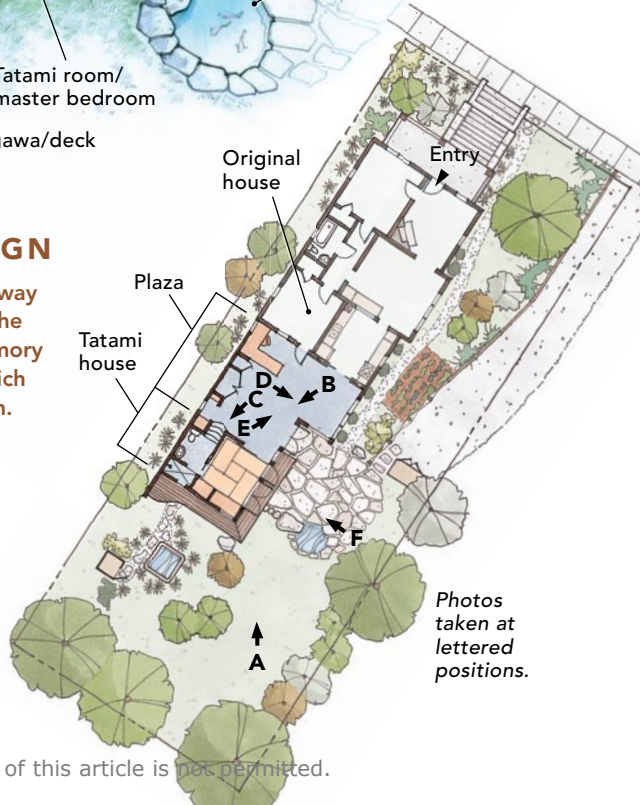 Tatami room/
master bedroom
gawa/deck
Original
house
Entry
GN
way
he
mory
ich
n.
Plaza
Tatami
house
D
B
C
E
F
A
Photos
taken at
lettered
positions.
of this article is not permitted.